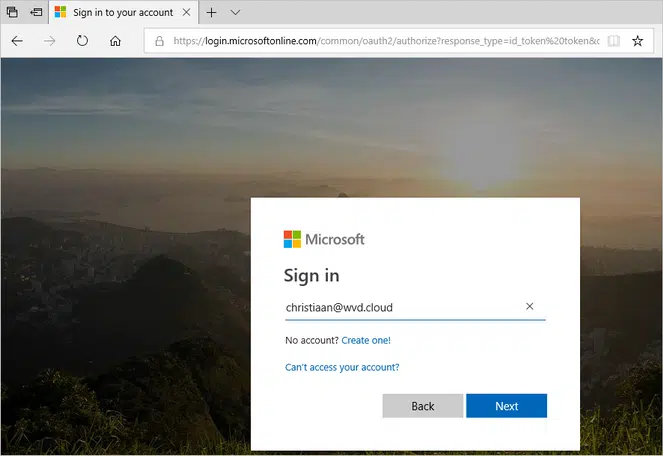 Sign in to your account
https://login.microsoftonline.com/common/oauth2/authorize?response_type=id_token%20token&c
Microsoft
Sign in
christiaan@wvd.cloud
No account? Create one!
Can't access your account?
Back
Next